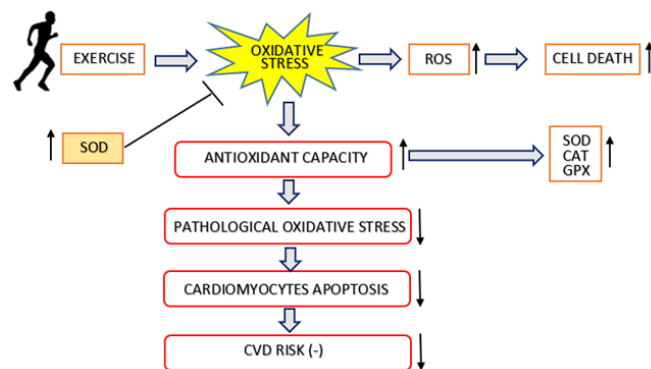 EXERCISE
OXIDATIVE
STRESS
ROS
CELL DEATH
SOD
ANTIOXIDANT CAPACITY
SOD
CAT
GPX
PATHOLOGICAL OXIDATIVE STRESS
CARDIOMYOCYTES APOPTOSIS
CVD RISK (-)